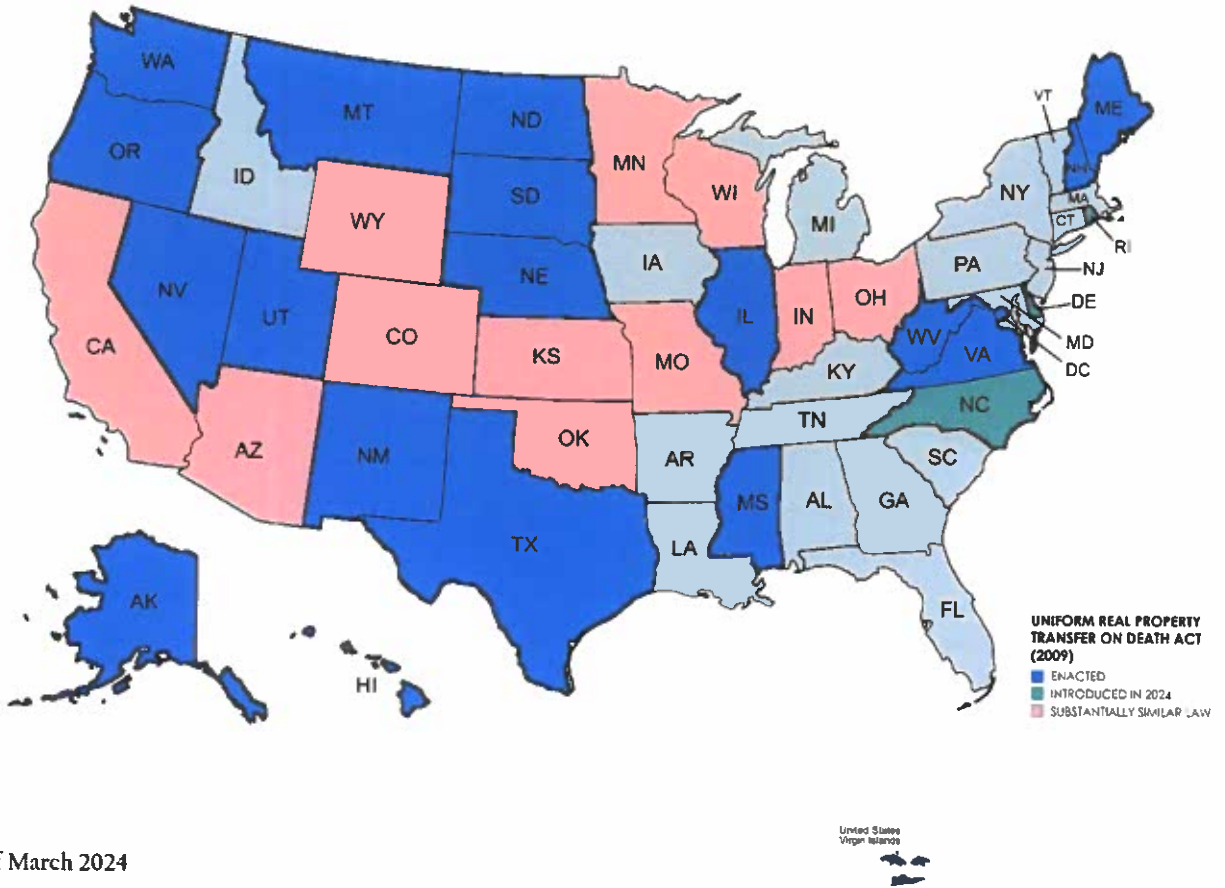 WA
MT
ND
MN
VT
ME
OR
ID
SD
WI
NY
NH
MA
WY
MI
CT
RI
IA
PA
NJ
NE
NV
UT
IL
IN
OH
DE
CA
CO
WV
MD
KS
MO
VA
DC
KY
NC
TN
OK
AZ
NM
AR
SC
MS
AL
GA
TX
LA
AK
FL
HI
UNIFORM REAL PROPERTY
TRANSFER ON DEATH ACT
(2009)
ENACTED
INTRODUCED IN 2024
SUBSTANTIALLY SIMILAR LAW
United States
Virgin Islands
March 2024